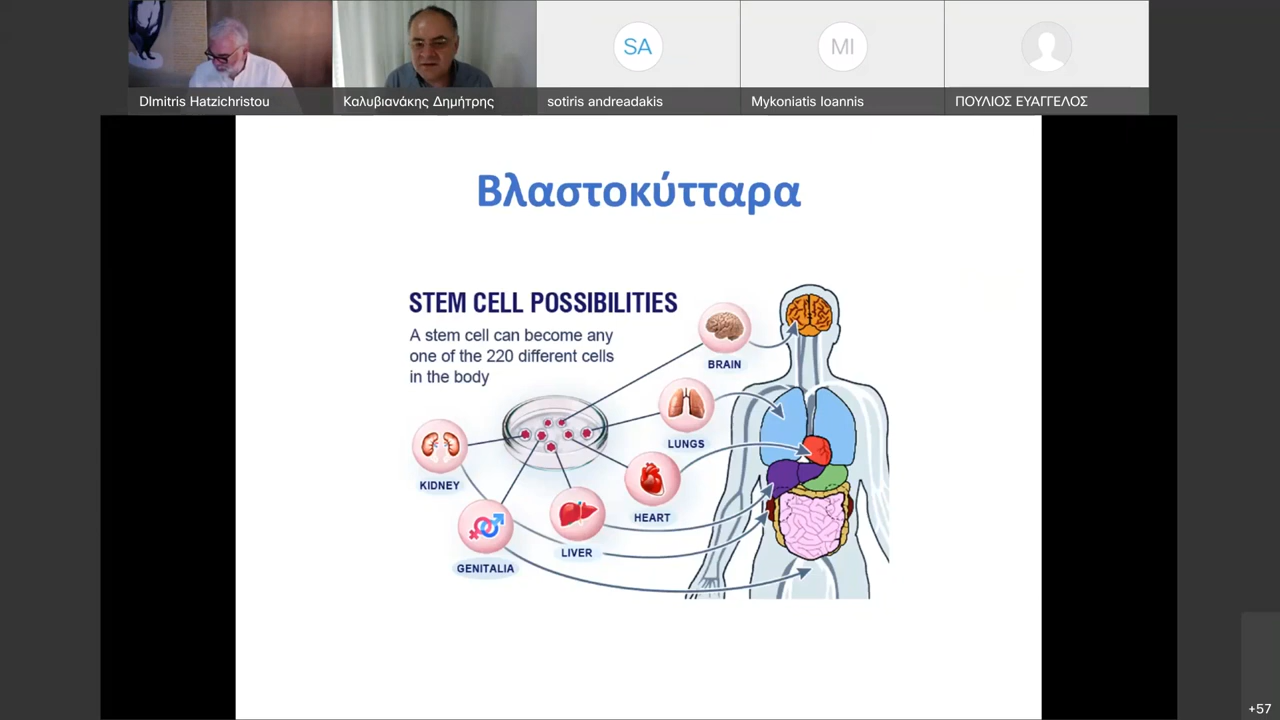 DImitris Hatzichristou
Καλυβιανάκης Δημήτρης
SA
sotiris andreadakis
MI
Mykoniatis Ioannis
ΠΟΥΛΙΟΣ ΕΥΑΓΓΕΛΟΣ
Βλαστοκύτταρα
STEM CELL POSSIBILITIES
A stem cell can become any
one of the 220 different cells
in the body
BRAIN
LUNGS
KIDNEY
HEART
LIVER
GENITALIA
+57